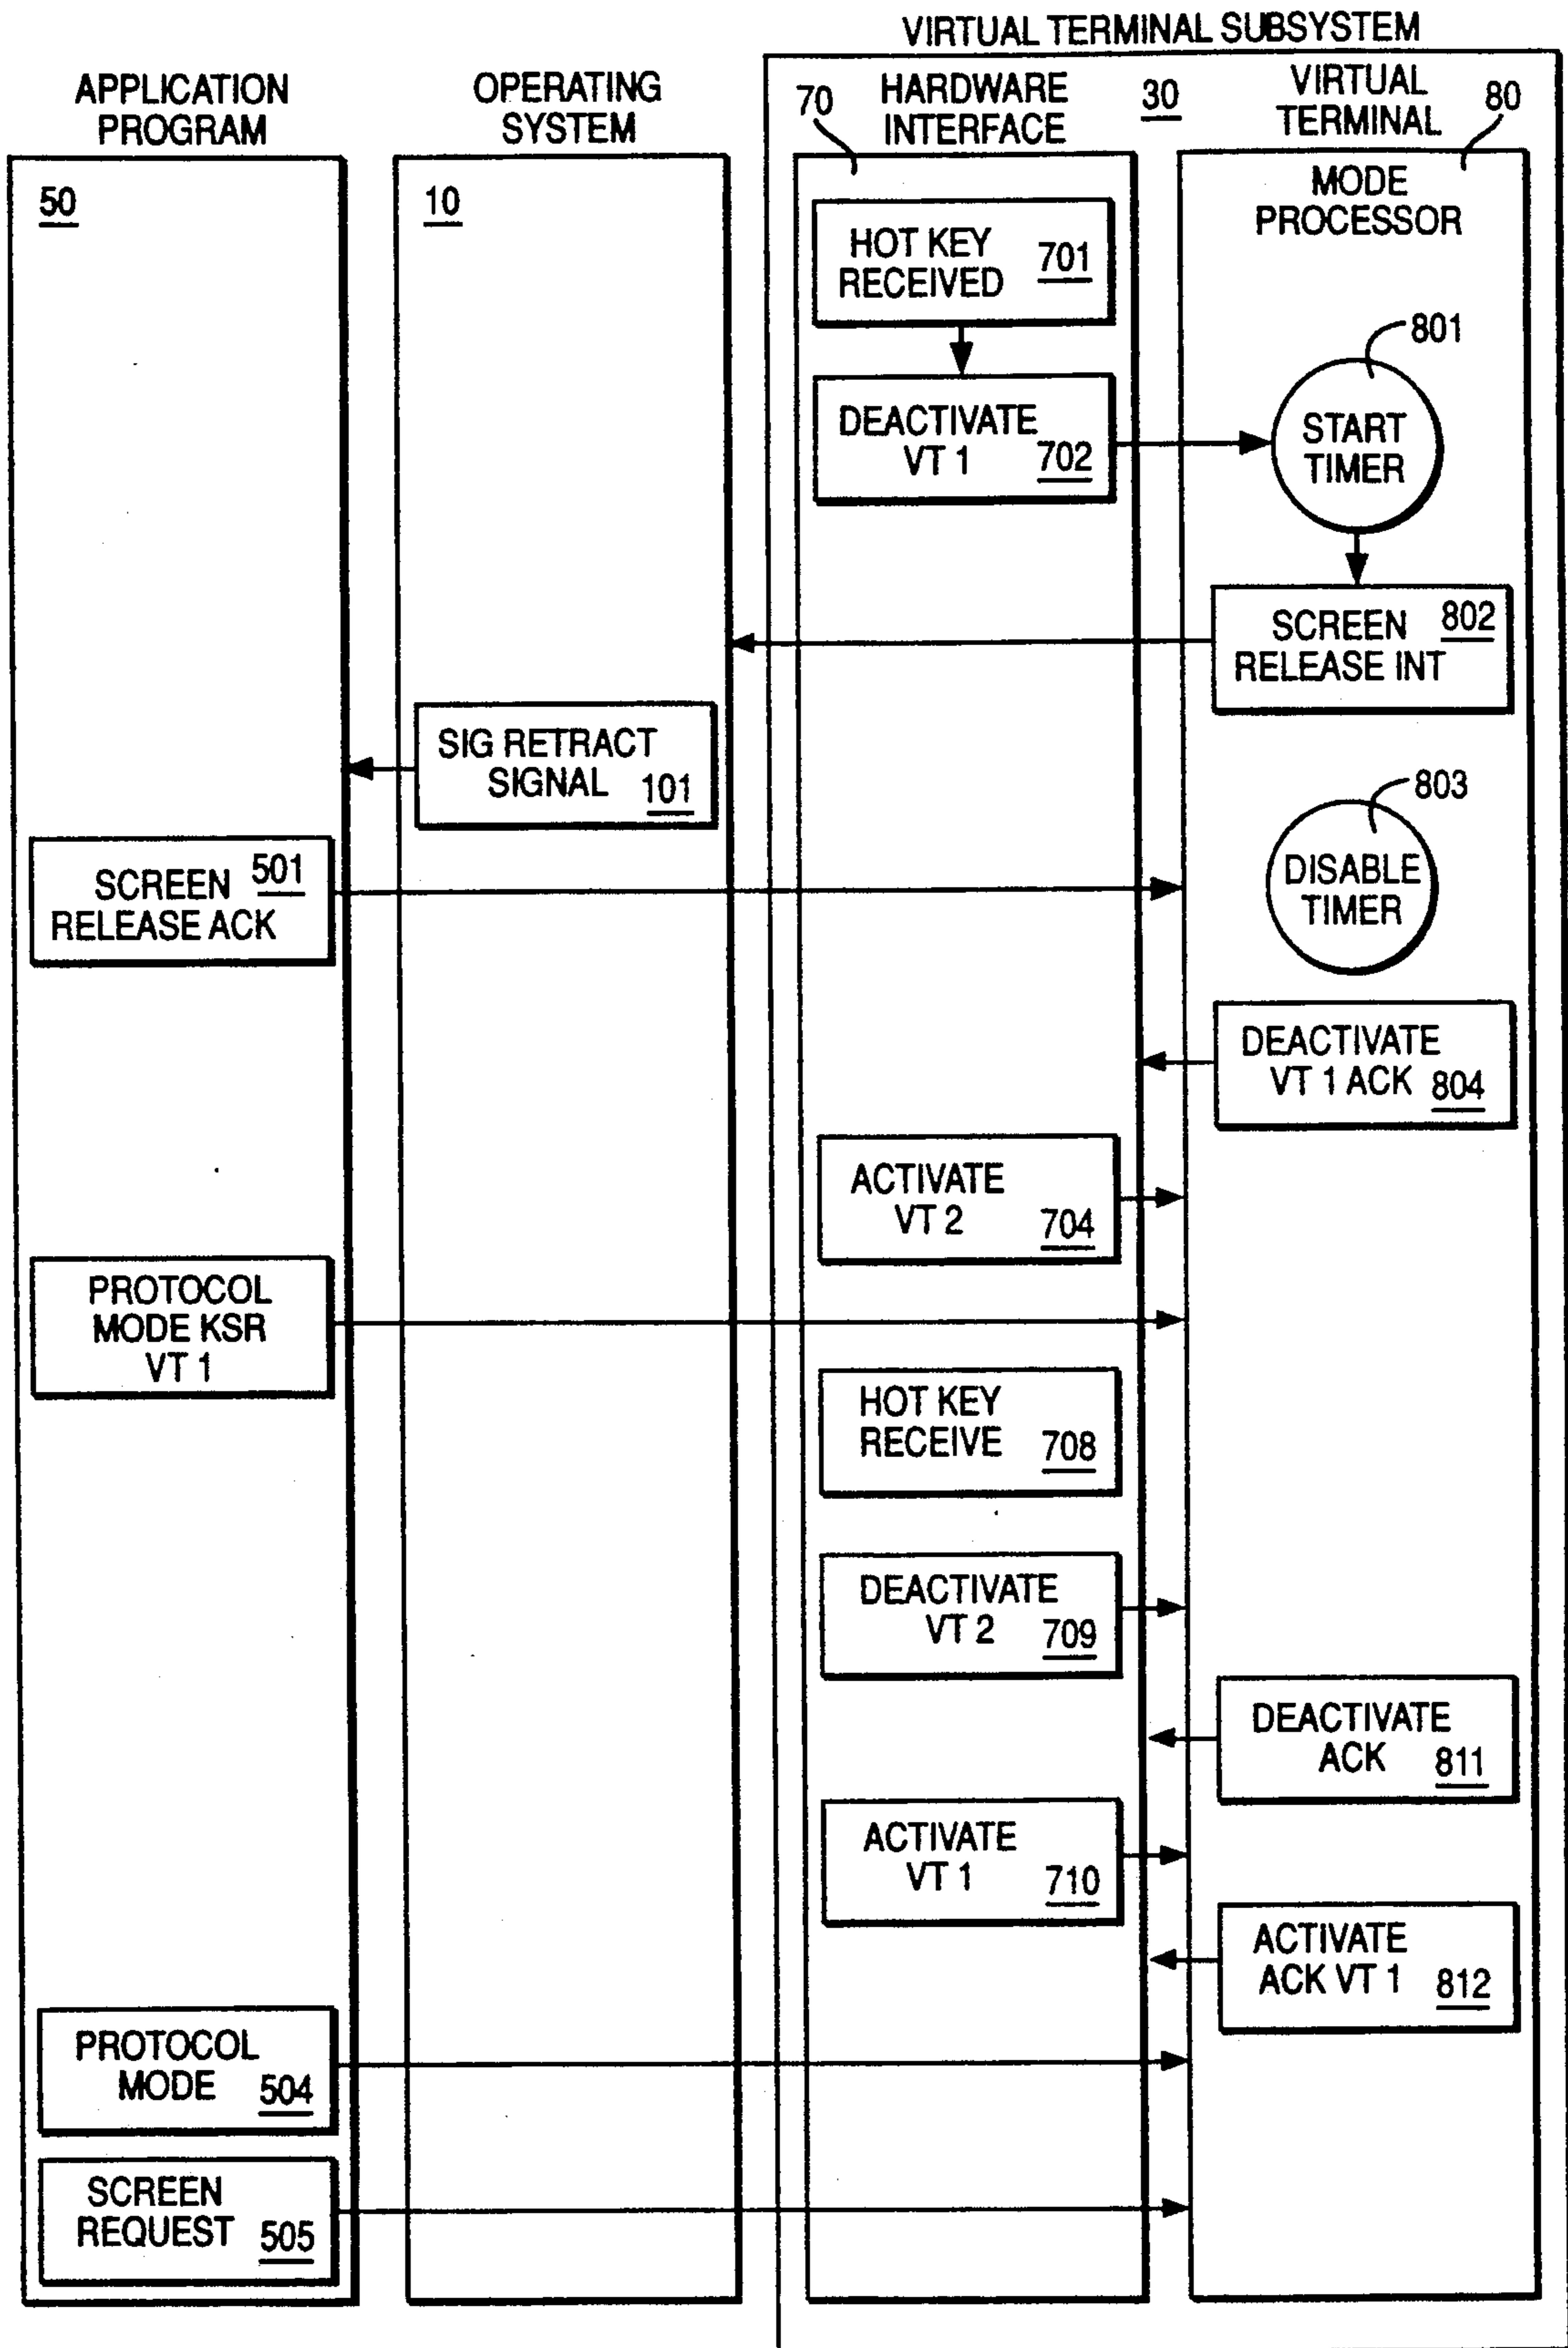 VIRTUAL TERMINAL SUBSYSTEM
APPLICATION
PROGRAM
OPERATING
SYSTEM
70
HARDWARE
INTERFACE
30
VIRTUAL
TERMINAL
80
50
10
MODE
PROCESSOR
HOT KEY
RECEIVED
701
801
DEACTIVATE
VT 1
702
START
TIMER
SCREEN
RELEASE INT
802
SIG RETRACT
SIGNAL
101
803
SCREEN
RELEASE ACK
501
DISABLE
TIMER
DEACTIVATE
VT 1 ACK
804
ACTIVATE
VT 2
704
PROTOCOL
MODE KSR
VT 1
HOT KEY
RECEIVE
708
DEACTIVATE
VT 2
709
DEACTIVATE
ACK
811
ACTIVATE
VT 1
710
ACTIVATE
ACK VT 1
812
PROTOCOL
MODE
504
SCREEN
REQUEST
505